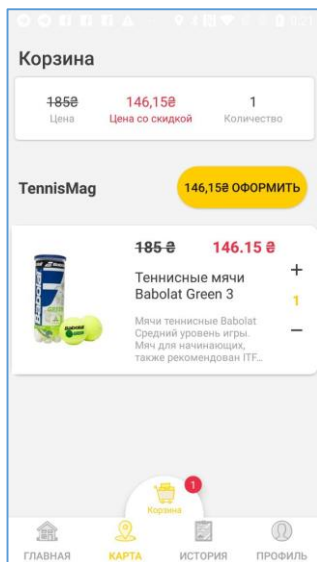 Корзина
185₴ 146,15₴ 1
Цена Цена со скидкой Количество
TennisMag 146,15₴ ОФОРМИТЬ
185 ₴ 146.15 ₴
Теннисные мячи
Babolat Green 3
+
1
−
Мячи теннисные Babolat
Средний уровень игры.
Мяч для начинающих,
также рекомендован ITF...
Babolat
1
Корзина
ГЛАВНАЯ КАРТА ИСТОРИЯ ПРОФИЛЬ